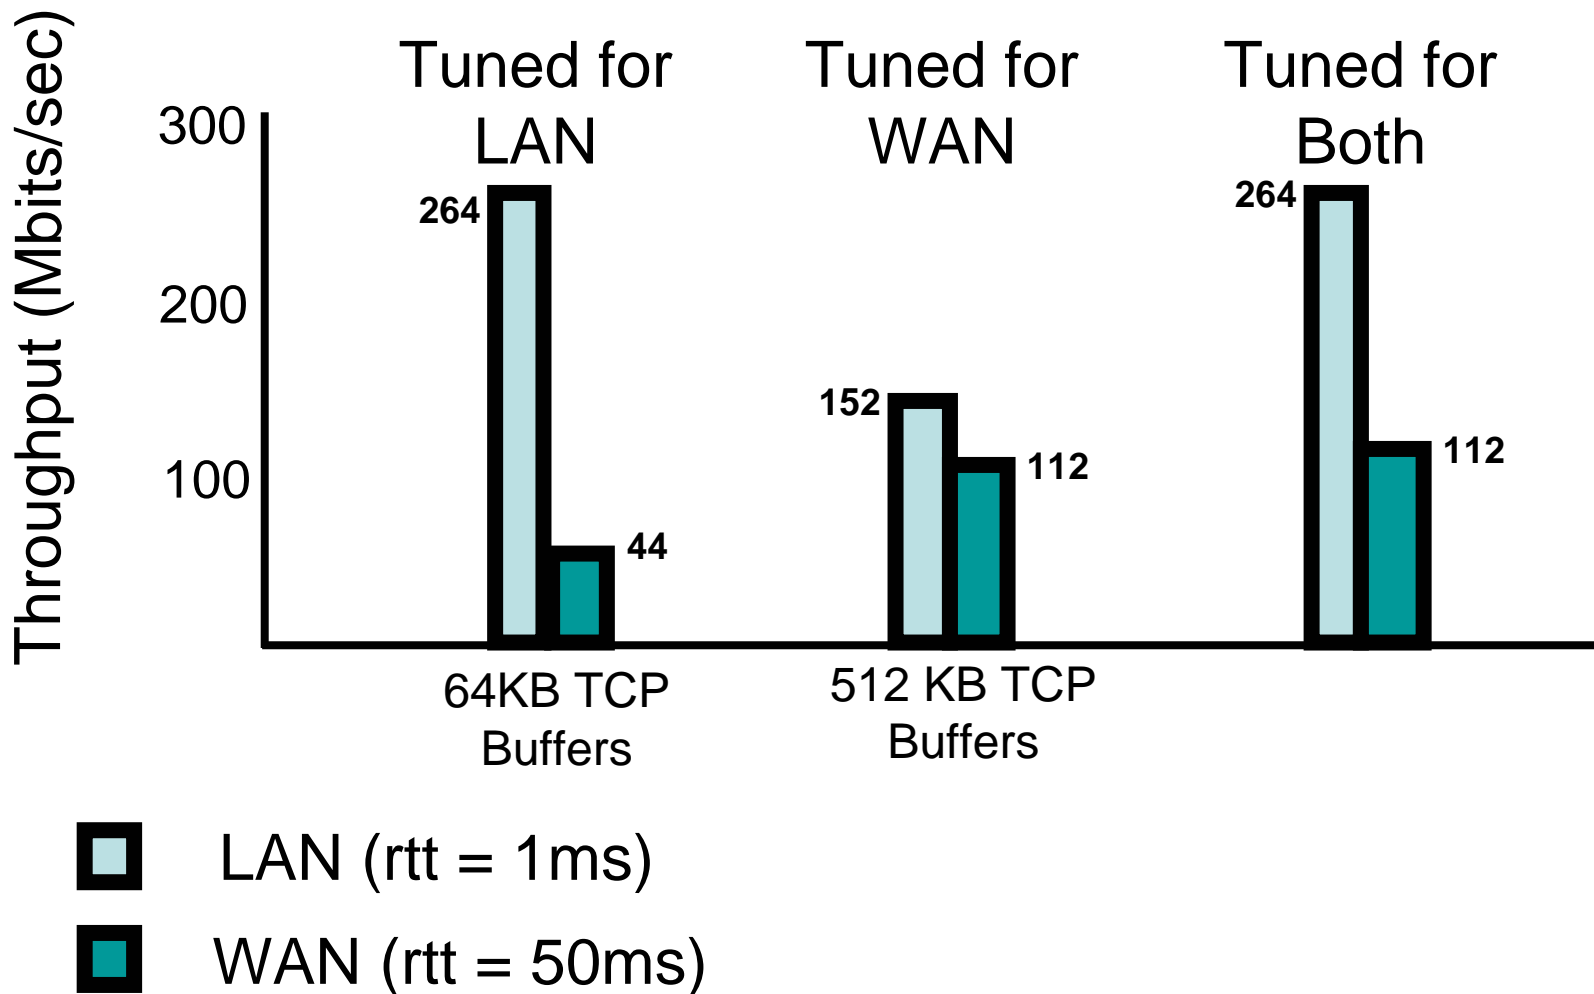 Throughput (Mbits/sec)
300
200
100
Tuned for
LAN
264
44
64KB TCP
Buffers
Tuned for
WAN
152
112
512 KB TCP
Buffers
Tuned for
Both
264
112
LAN (rtt = 1ms)
WAN (rtt = 50ms)